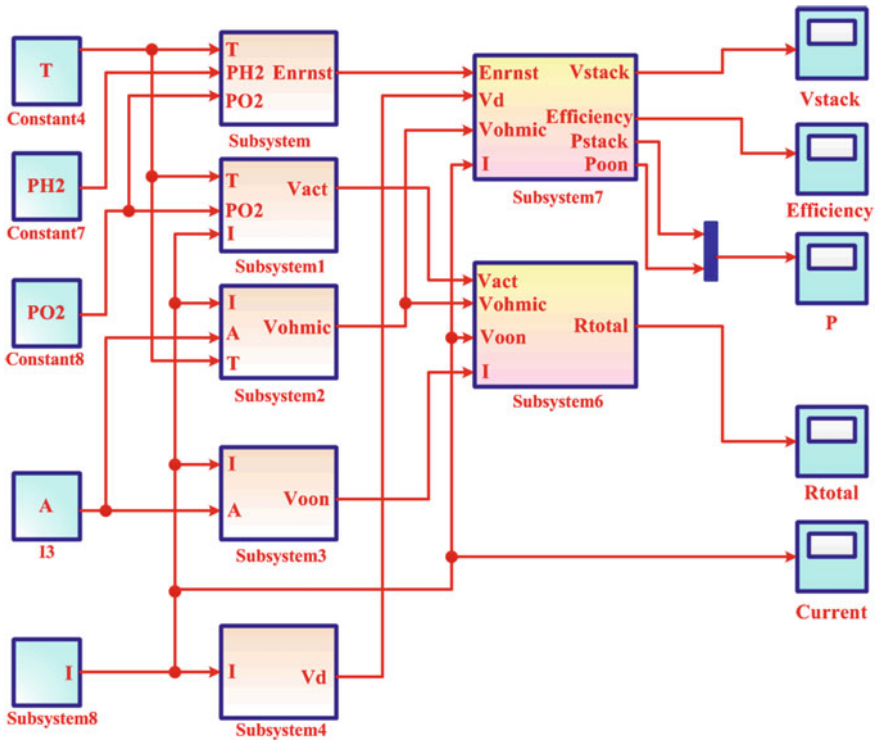 T
Constant4
PH2
Constant7
PO2
Constant8
A
I3
I
Subsystem8
T
PH2
PO2
Enrnst
Subsystem
T
PO2
I
Vact
Subsystem1
I
A
T
Vohmic
Subsystem2
I
A
Voon
Subsystem3
I
Vd
Subsystem4
Enrnst
Vd
Vohmic
I
Vstack
Efficiency
Pstack
Poon
Subsystem7
Vact
Vohmic
Voon
I
Rtotal
Subsystem6
Vstack
Efficiency
P
Rtotal
Current